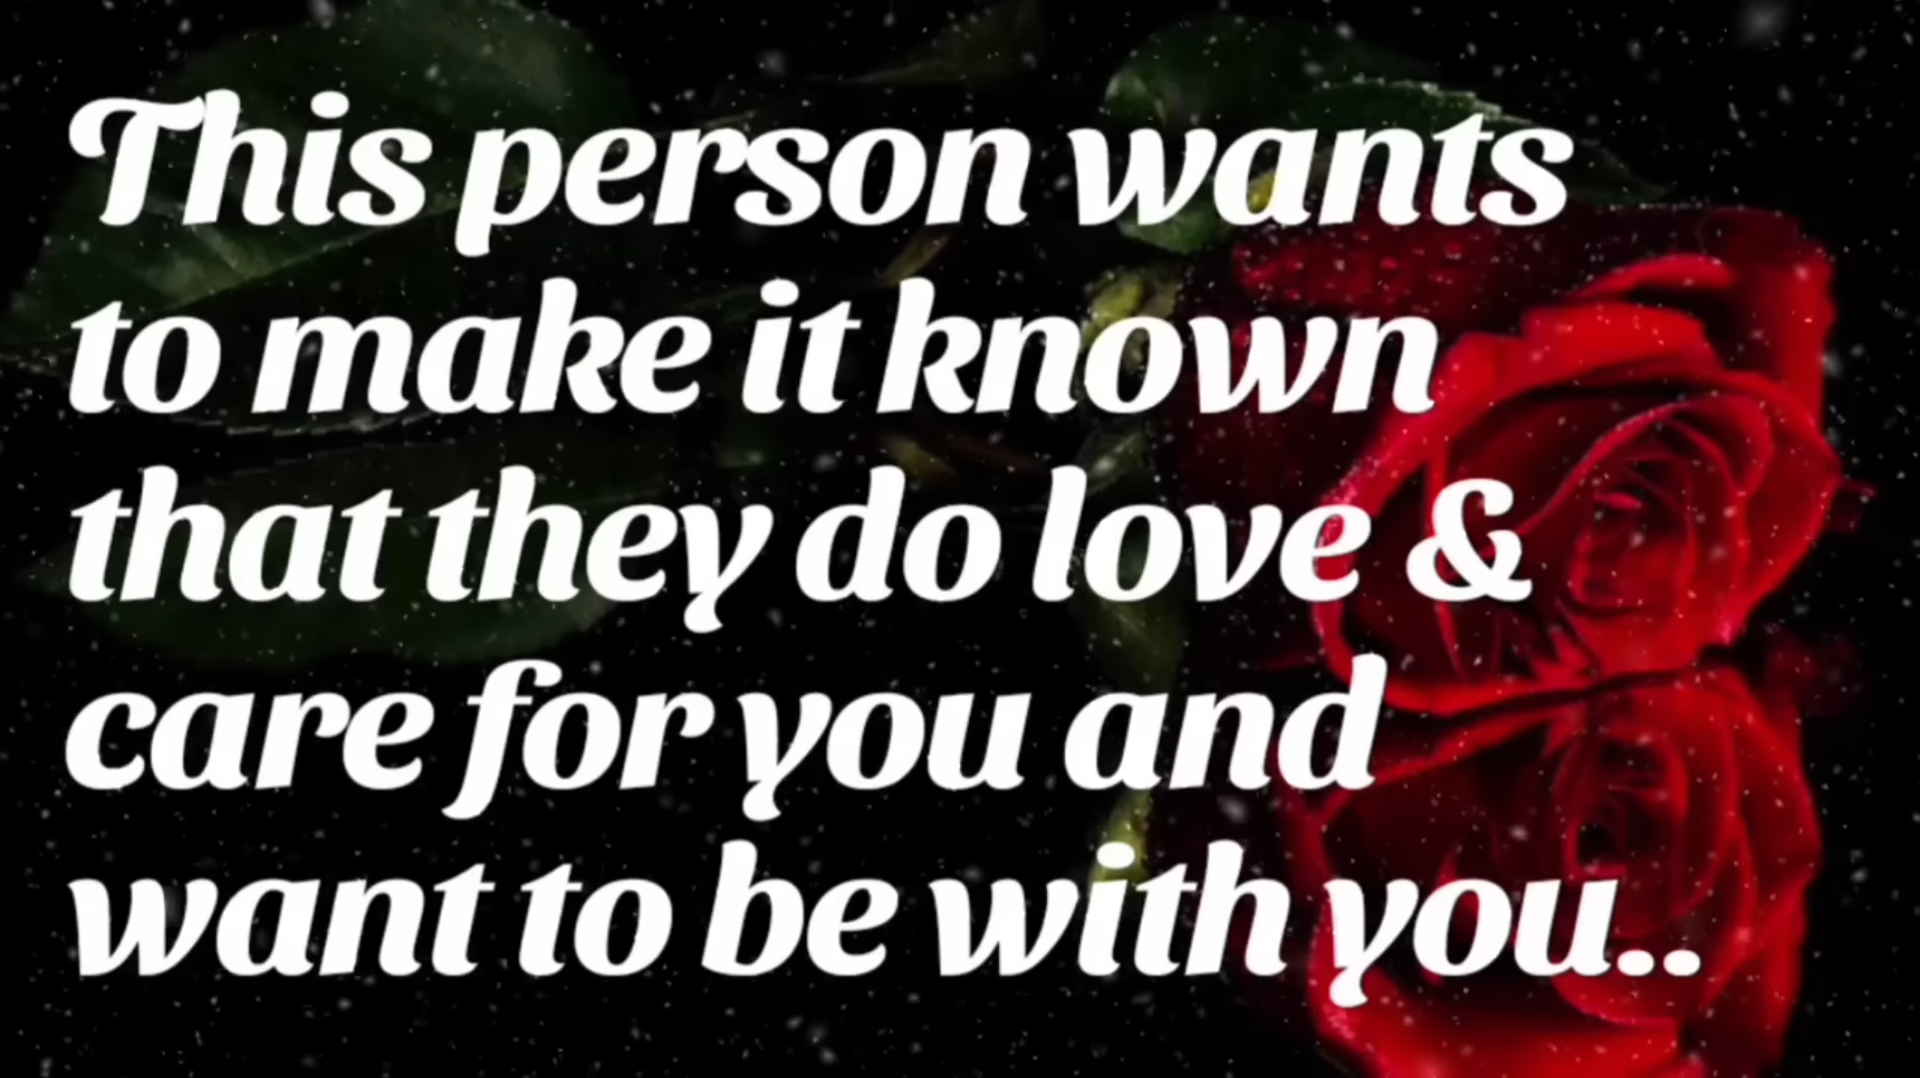 This person wants
to make it known
that they do love &
care for you and
want to be with you..